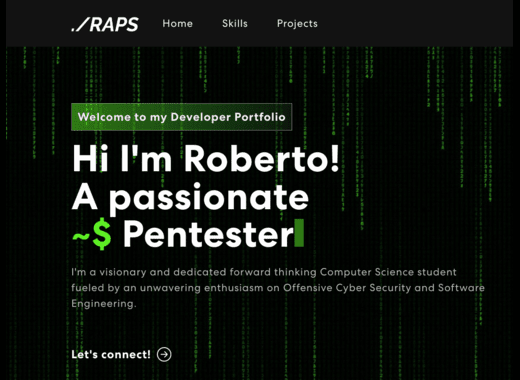 ./RAPS Home Skills Projects
Welcome to my Developer Portfolio
Hi I'm Roberto!
A passionate
~$ Pentester
I'm a visionary and dedicated forward thinking Computer Science student
fueled by an unwavering enthusiasm on Offensive Cyber Security and Software
Engineering.
Let's connect!